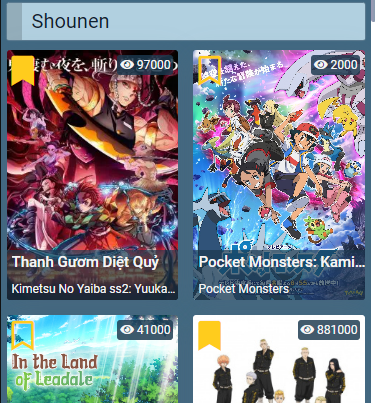 Shounen
97000
2000
Thanh Gươm Diệt Quỷ
Kimetsu No Yaiba ss2: Yuuka...
Pocket Monsters: Kami...
Pocket Monsters
41000
881000
In the Land
of Leadale